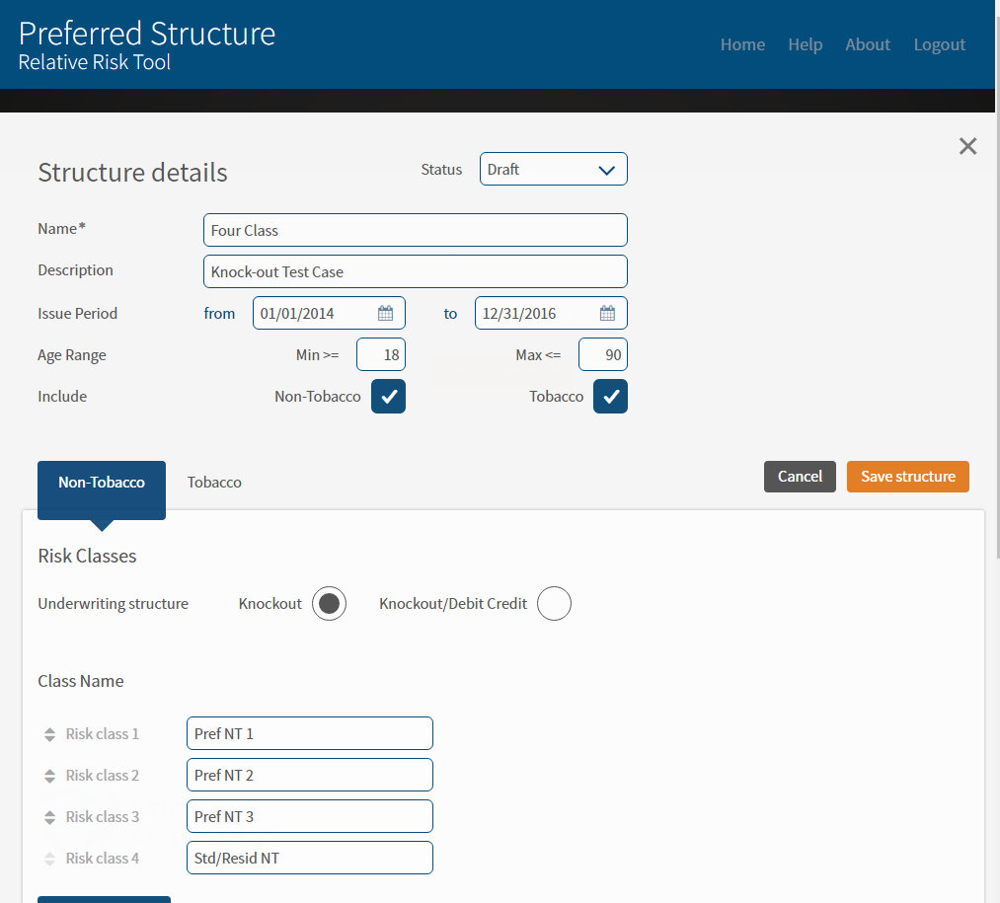 Preferred Structure
Relative Risk Tool
Home Help About Logout
Structure details
Status Draft
Name* Four Class
Description Knock-out Test Case
Issue Period from 01/01/2014 to 12/31/2016
Age Range Min >= 18 Max <= 90
Include Non-Tobacco Tobacco
Non-Tobacco Tobacco Cancel Save structure
Risk Classes
Underwriting structure Knockout Knockout/Debit Credit
Class Name
Risk class 1 Pref NT 1
Risk class 2 Pref NT 2
Risk class 3 Pref NT 3
Risk class 4 Std/Resid NT